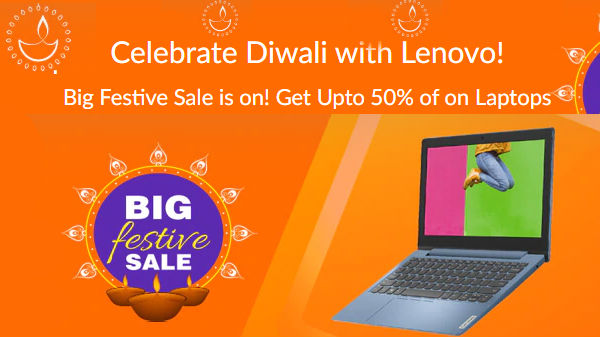 Celebrate Diwali with Lenovo!
Big Festive Sale is on! Get Upto 50% of on Laptops
BIG
festive
SALE